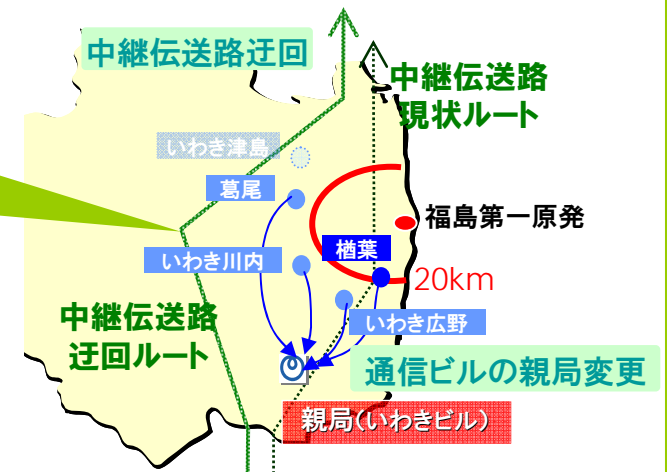 中継伝送路迂回
中継伝送路
現状ルート
いわき津島
葛尾
福島第一原発
楢葉
いわき川内
20km
中継伝送路
迂回ルート
いわき広野
通信ビルの親局変更
親局(いわきビル)